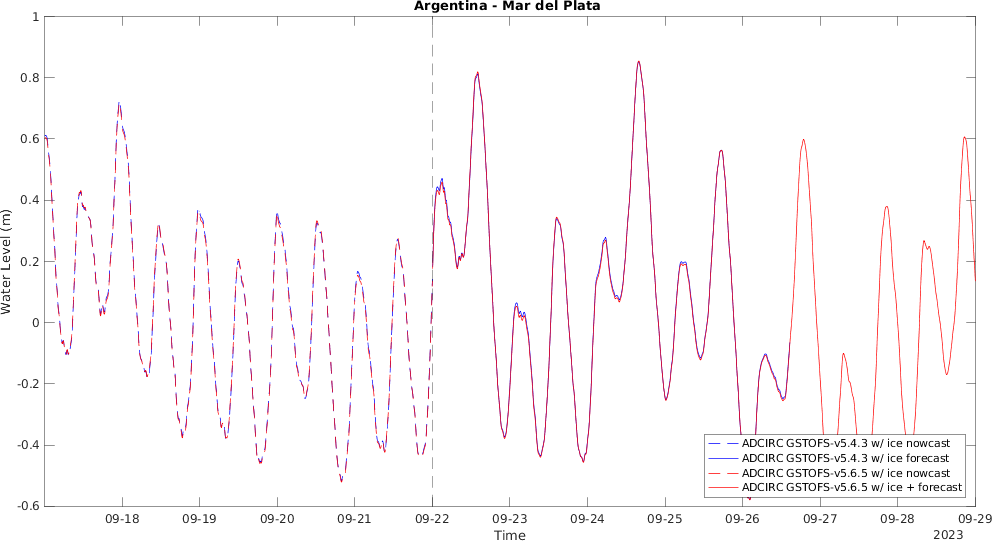 Argentina - Mar del Plata
1
0.8
0.6
0.4
0.2
0
-0.2
-0.4
-0.6
Water Level (m)
ADCIRC GSTOFS-v5.4.3 w/ ice nowcast
ADCIRC GSTOFS-v5.4.3 w/ ice forecast
ADCIRC GSTOFS-v5.6.5 w/ ice nowcast
ADCIRC GSTOFS-v5.6.5 w/ ice + forecast
09-18 09-19 09-20 09-21 09-22 09-23 09-24 09-25 09-26 09-27 09-28 09-29
Time
2023